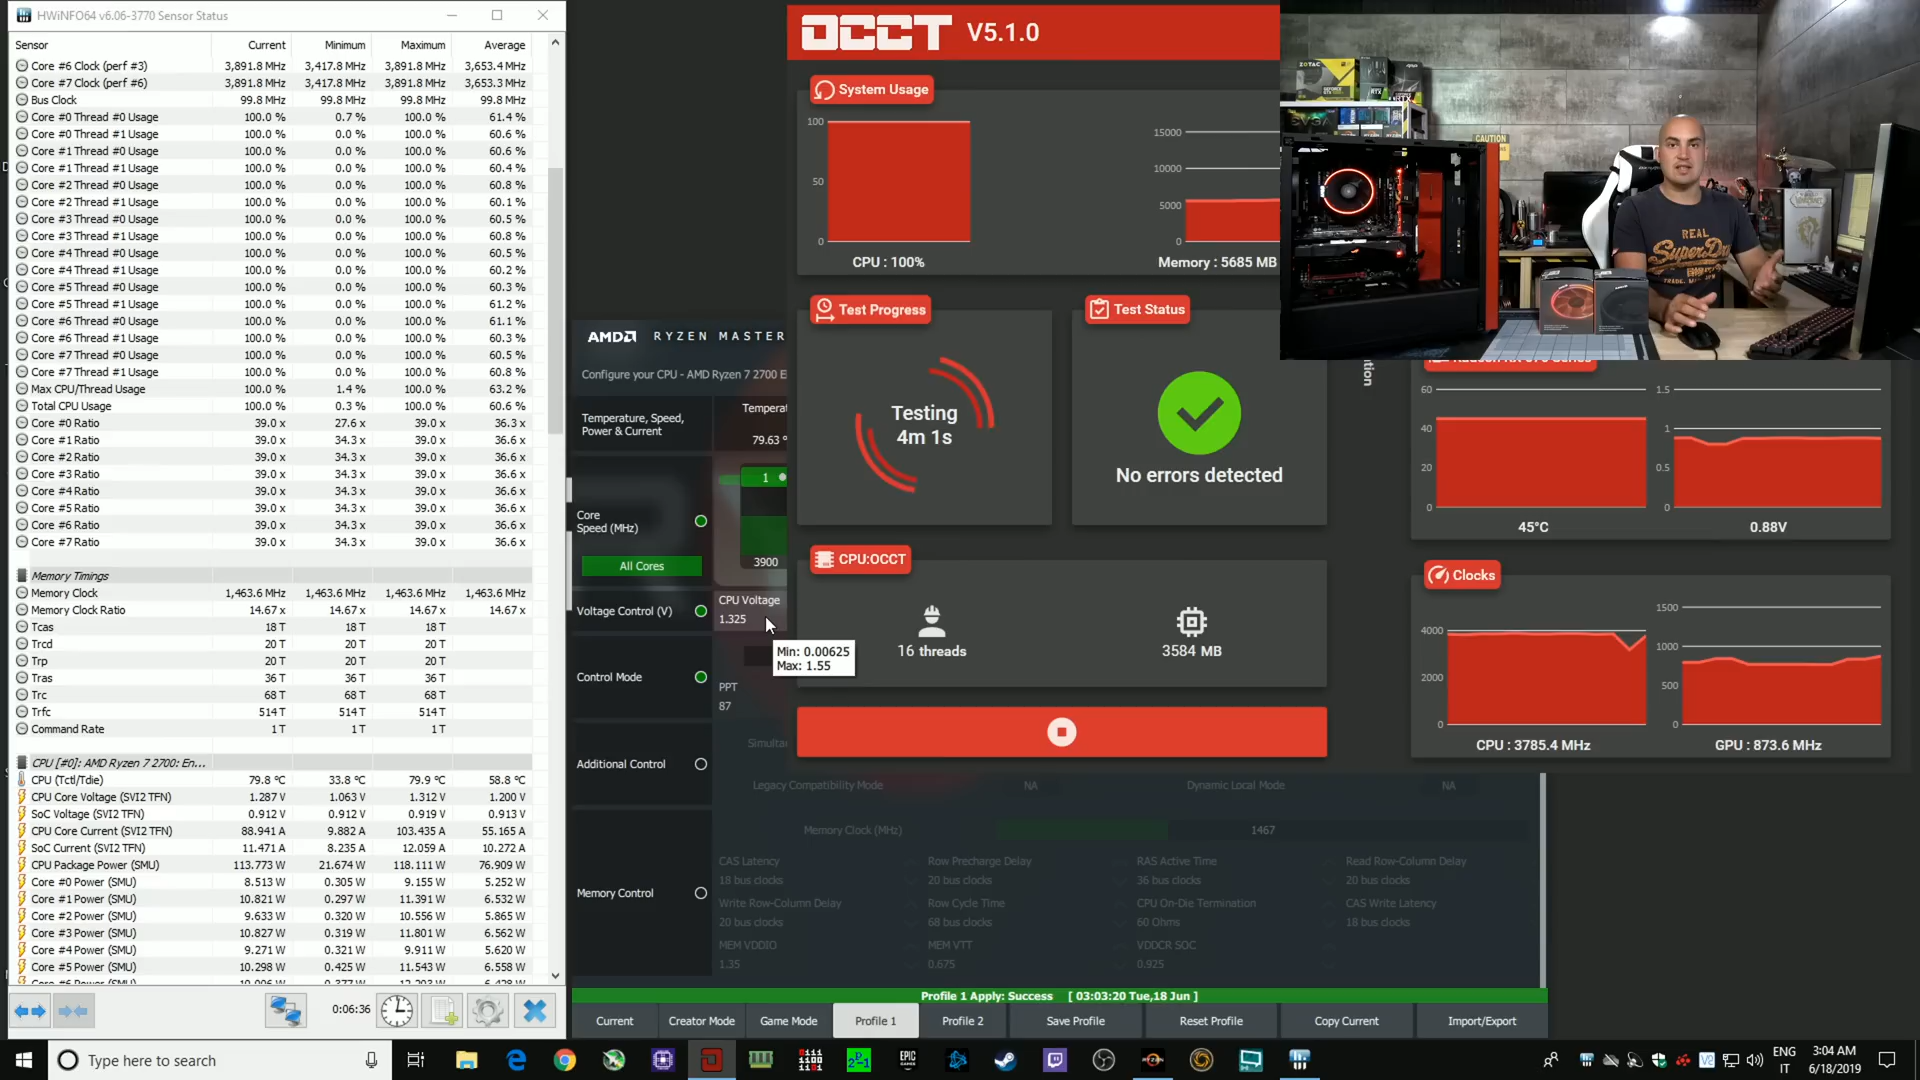 HWiNFO64 v6.06-3770 Sensor Status
Sensor Current Minimum Maximum Average
Core #6 Clock (perf #3) 3,891.8 MHz 3,417.8 MHz 3,891.8 MHz 3,653.4 MHz
Core #7 Clock (perf #6) 3,891.8 MHz 3,417.8 MHz 3,891.8 MHz 3,653.3 MHz
Bus Clock 99.8 MHz 99.8 MHz 99.8 MHz 99.8 MHz
Core #0 Thread #0 Usage 100.0 % 0.7 % 100.0 % 61.4 %
Core #0 Thread #1 Usage 100.0 % 0.0 % 100.0 % 60.6 %
Core #1 Thread #0 Usage 100.0 % 0.0 % 100.0 % 60.6 %
Core #1 Thread #1 Usage 100.0 % 0.0 % 100.0 % 60.4 %
Core #2 Thread #0 Usage 100.0 % 0.0 % 100.0 % 60.8 %
Core #2 Thread #1 Usage 100.0 % 0.0 % 100.0 % 60.1 %
Core #3 Thread #0 Usage 100.0 % 0.0 % 100.0 % 60.5 %
Core #3 Thread #1 Usage 100.0 % 0.0 % 100.0 % 60.8 %
Core #4 Thread #0 Usage 100.0 % 0.0 % 100.0 % 60.5 %
Core #4 Thread #1 Usage 100.0 % 0.0 % 100.0 % 60.2 %
Core #5 Thread #0 Usage 100.0 % 0.0 % 100.0 % 60.3 %
Core #5 Thread #1 Usage 100.0 % 0.0 % 100.0 % 61.2 %
Core #6 Thread #0 Usage 100.0 % 0.0 % 100.0 % 61.1 %
Core #6 Thread #1 Usage 100.0 % 0.0 % 100.0 % 60.3 %
Core #7 Thread #0 Usage 100.0 % 0.0 % 100.0 % 60.5 %
Core #7 Thread #1 Usage 100.0 % 0.0 % 100.0 % 60.8 %
Max CPU/Thread Usage 100.0 % 1.4 % 100.0 % 63.2 %
Total CPU Usage 100.0 % 0.3 % 100.0 % 60.6 %
Core #0 Ratio 39.0 x 27.6 x 39.0 x 36.3 x
Core #1 Ratio 39.0 x 34.3 x 39.0 x 36.6 x
Core #2 Ratio 39.0 x 34.3 x 39.0 x 36.6 x
Core #3 Ratio 39.0 x 34.3 x 39.0 x 36.6 x
Core #4 Ratio 39.0 x 34.3 x 39.0 x 36.6 x
Core #5 Ratio 39.0 x 34.3 x 39.0 x 36.6 x
Core #6 Ratio 39.0 x 34.3 x 39.0 x 36.6 x
Core #7 Ratio 39.0 x 34.3 x 39.0 x 36.6 x
Memory Timings
Memory Clock 1,463.6 MHz 1,463.6 MHz 1,463.6 MHz 1,463.6 MHz
Memory Clock Ratio 14.67 x 14.67 x 14.67 x 14.67 x
Tcas 18 T 18 T 18 T
Trcd 20 T 20 T 20 T
Trp 20 T 20 T 20 T
Tras 36 T 36 T 36 T
Trc 68 T 68 T 68 T
Trfc 514 T 514 T 514 T
Command Rate 1 T 1 T 1 T
CPU [#0]: AMD Ryzen 7 2700: En...
CPU (Tctl/Tdie) 79.8 °C 33.8 °C 79.9 °C 58.8 °C
CPU Core Voltage (SVI2 TFN) 1.287 V 1.063 V 1.312 V 1.200 V
SoC Voltage (SVI2 TFN) 0.912 V 0.912 V 0.919 V 0.913 V
CPU Core Current (SVI2 TFN) 88.941 A 9.882 A 103.435 A 55.165 A
SoC Current (SVI2 TFN) 11.471 A 8.235 A 12.059 A 10.272 A
CPU Package Power (SMU) 113.773 W 21.674 W 118.111 W 76.909 W
Core #0 Power (SMU) 8.513 W 0.305 W 9.155 W 5.252 W
Core #1 Power (SMU) 10.821 W 0.297 W 11.391 W 6.532 W
Core #2 Power (SMU) 9.633 W 0.320 W 10.556 W 5.865 W
Core #3 Power (SMU) 10.827 W 0.319 W 11.801 W 6.562 W
Core #4 Power (SMU) 9.271 W 0.321 W 9.911 W 5.620 W
Core #5 Power (SMU) 10.298 W 0.425 W 11.543 W 6.558 W
0:06:36
OCCT V5.1.0
System Usage
100
50
0
CPU : 100%
15000
10000
5000
0
Memory : 5685 MB
Test Progress
Testing
4m 1s
Test Status
No errors detected
CPU:OCCT
16 threads
3584 MB
60
40
20
0
45°C
1.5
1
0.5
0
0.88V
Clocks
4000
2000
0
CPU : 3785.4 MHz
1500
1000
500
0
GPU : 873.6 MHz
AMD RYZEN MASTER
Configure your CPU - AMD Ryzen 7 2700 E
Temperature, Speed,
Power & Current
Temperat
79.63 °
1
Core
Speed (MHz)
All Cores
3900
Voltage Control (V)
CPU Voltage
1.325
Min: 0.00625
Max: 1.55
Control Mode
PPT
87
Simulta
Additional Control
Legacy Compatibility Mode NA Dynamic Local Mode NA
Memory Clock (MHz) 1467
Memory Control
CAS Latency Row Precharge Delay RAS Active Time Read Row-Column Delay
18 bus clocks 20 bus clocks 36 bus clocks 20 bus clocks
Write Row-Column Delay Row Cycle Time CPU On-Die Termination CAS Write Latency
20 bus clocks 68 bus clocks 60 Ohms 18 bus clocks
MEM VDDIO MEM VTT VDDCR SOC
1.35 0.675 0.925
Profile 1 Apply: Success [ 03:03:20 Tue,18 Jun ]
Current Creator Mode Game Mode Profile 1 Profile 2 Save Profile Reset Profile Copy Current Import/Export
Type here to search
EPIC
ENG
IT
3:04 AM
6/18/2019
ZOTAC
EVGA
CAUTION
REAL